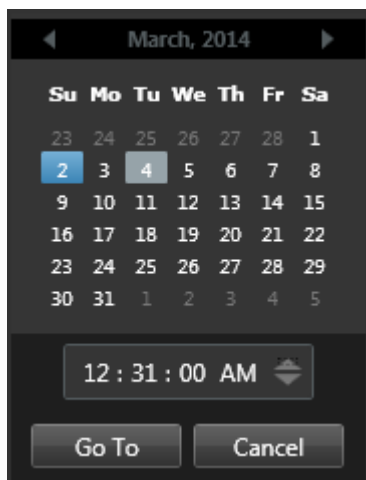 March, 2014
Su Mo Tu We Th Fr Sa
23 24 25 26 27 28 1
2 3 4 5 6 7 8
9 10 11 12 13 14 15
16 17 18 19 20 21 22
23 24 25 26 27 28 29
30 31 1 2 3 4 5
12 : 31 : 00 AM
Go To Cancel